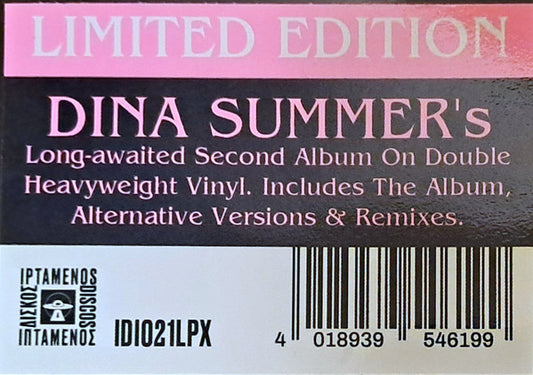 LIMITED EDITION
DINA SUMMER's
Long-awaited Second Album On Double
Heavyweight Vinyl. Includes The Album,
Alternative Versions & Remixes.
IPTAMENOS
DISCOS
ΔΙΣΚΟΣ
ΙΠΤΑΜΕΝΟΣ
IDI021LPX
4 018939 546199